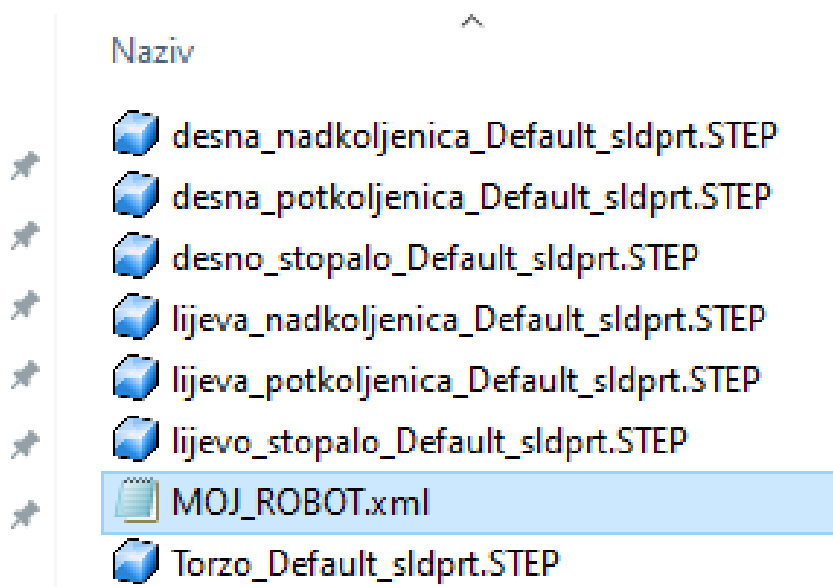 Naziv
desna_nadkoljenica_Default_sldprt.STEP
desna_potkoljenica_Default_sldprt.STEP
desno_stopalo_Default_sldprt.STEP
lijeva_nadkoljenica_Default_sldprt.STEP
lijeva_potkoljenica_Default_sldprt.STEP
lijevo_stopalo_Default_sldprt.STEP
MOJ_ROBOT.xml
Torzo_Default_sldprt.STEP